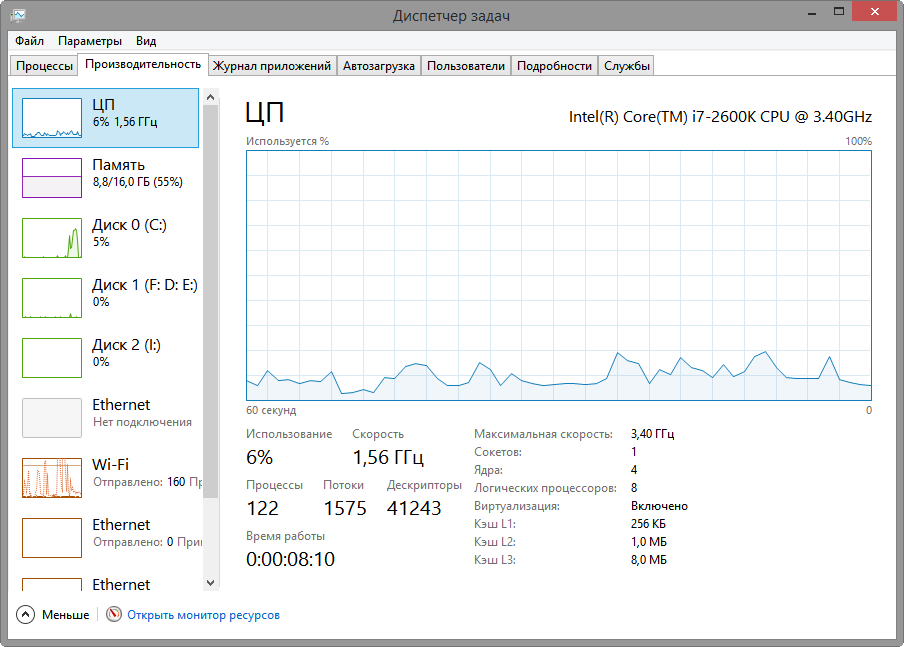 Диспетчер задач
Файл Параметры Вид
Процессы Производительность Журнал приложений Автозагрузка Пользователи Подробности Службы
ЦП
6% 1,56 ГГц
Память
8,8/16,0 ГБ (55%)
Диск 0 (C:)
5%
Диск 1 (F: D: E:)
0%
Диск 2 (I:)
0%
Ethernet
Нет подключения
Wi-Fi
Отправлено: 160 Пр
Ethernet
Отправлено: 0 При
Ethernet
ЦП
Intel(R) Core(TM) i7-2600K CPU @ 3.40GHz
Используется % 100%
60 секунд 0
Использование Скорость
6% 1,56 ГГц
Процессы Потоки Дескрипторы
122 1575 41243
Время работы
0:00:08:10
Максимальная скорость: 3,40 ГГц
Сокетов: 1
Ядра: 4
Логических процессоров: 8
Виртуализация: Включено
Кэш L1: 256 КБ
Кэш L2: 1,0 МБ
Кэш L3: 8,0 МБ
Меньше Открыть монитор ресурсов